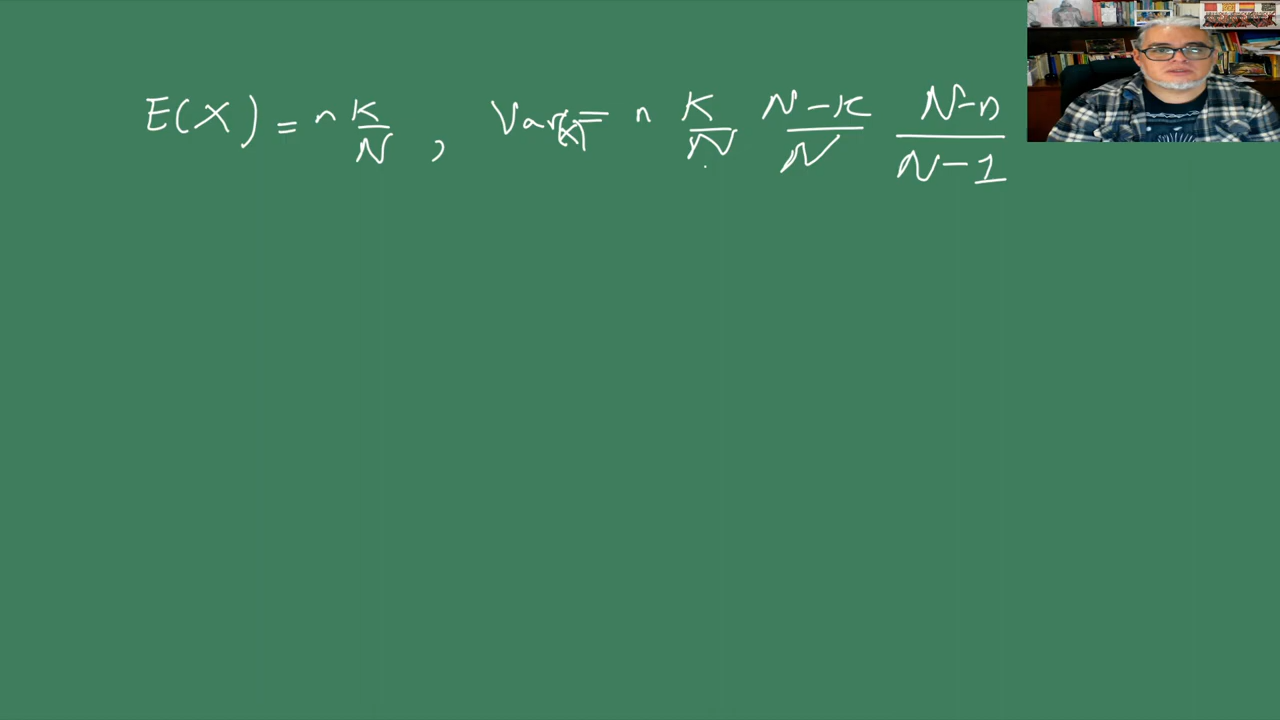 E(X) = n K/N , Var(X) = n K/N N-K/N N-n/N-1